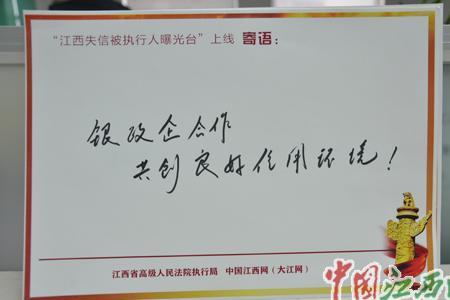 “江西失信被执行人曝光台”上线 寄语：
银政企合作
共创良好信用环境！
江西省高级人民法院执行局 中国江西网（大江网）
中国江西